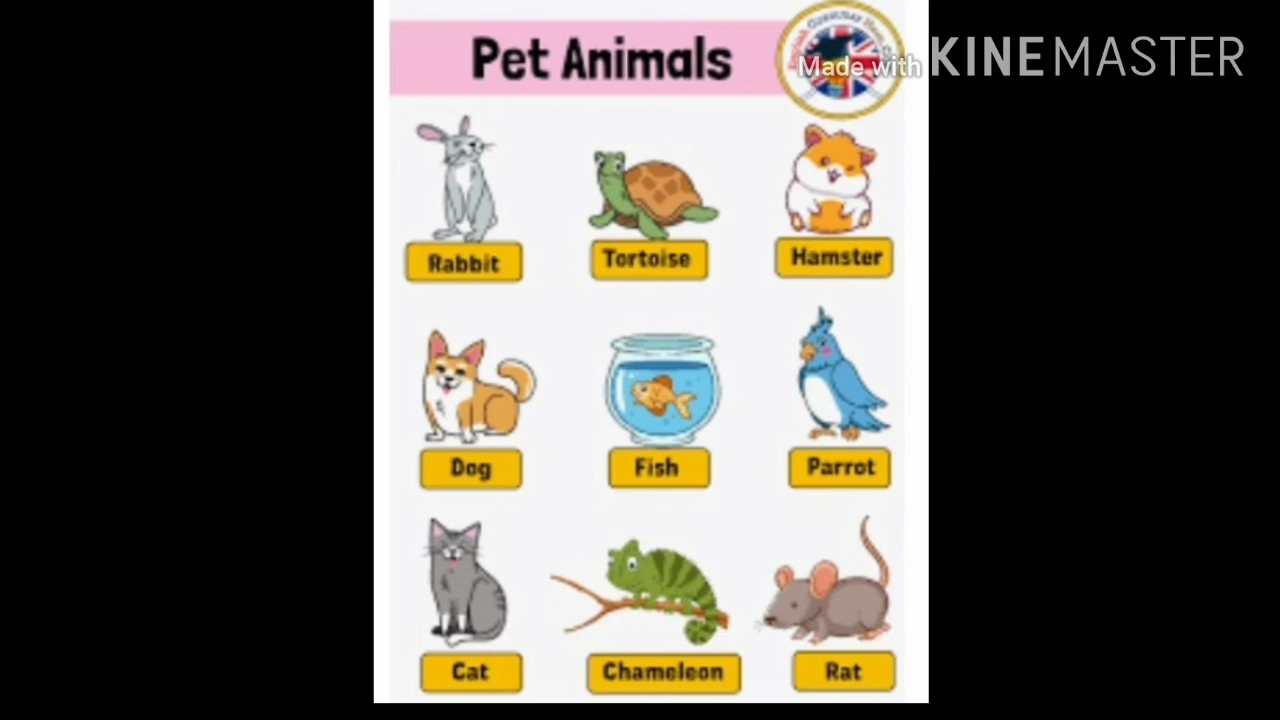 Pet Animals
Made with KINEMASTER
Rabbit
Tortoise
Hamster
Dog
Fish
Parrot
Cat
Chameleon
Rat